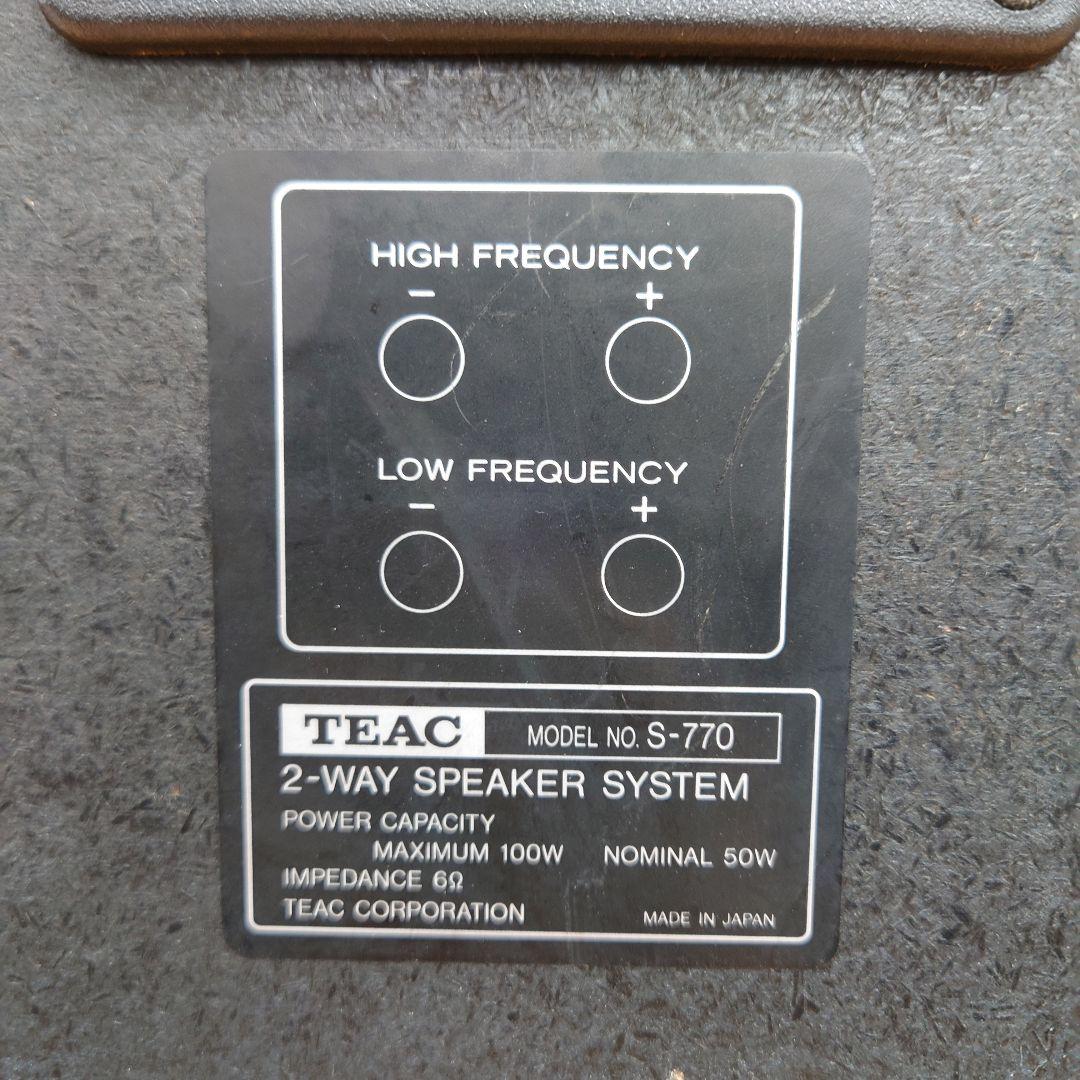 HIGH FREQUENCY
− +
LOW FREQUENCY
− +
TEAC MODEL NO. S-770
2-WAY SPEAKER SYSTEM
POWER CAPACITY
MAXIMUM 100W NOMINAL 50W
IMPEDANCE 6Ω
TEAC CORPORATION MADE IN JAPAN